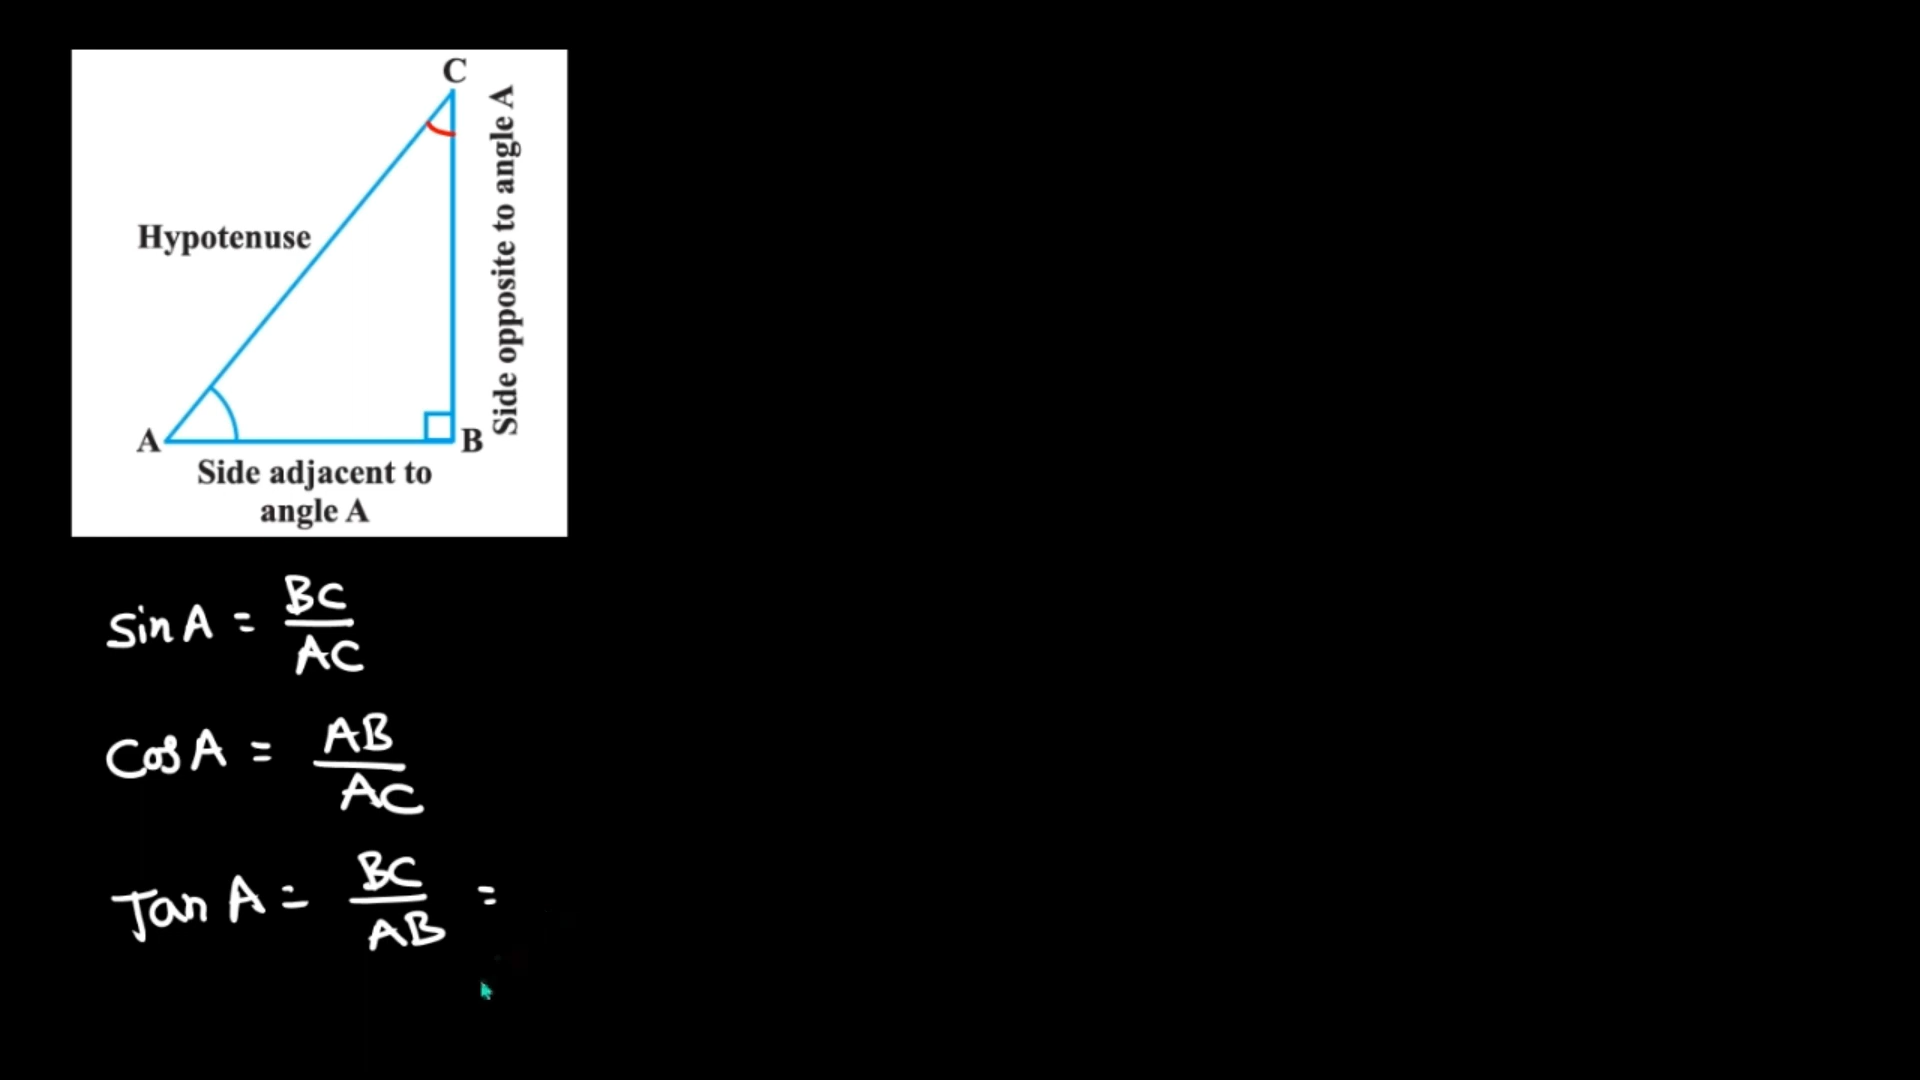 C
Side opposite to angle A
Hypotenuse
A
B
Side adjacent to
angle A
sin A = BC / AC
Cos A = AB / AC
Tan A = BC / AB =